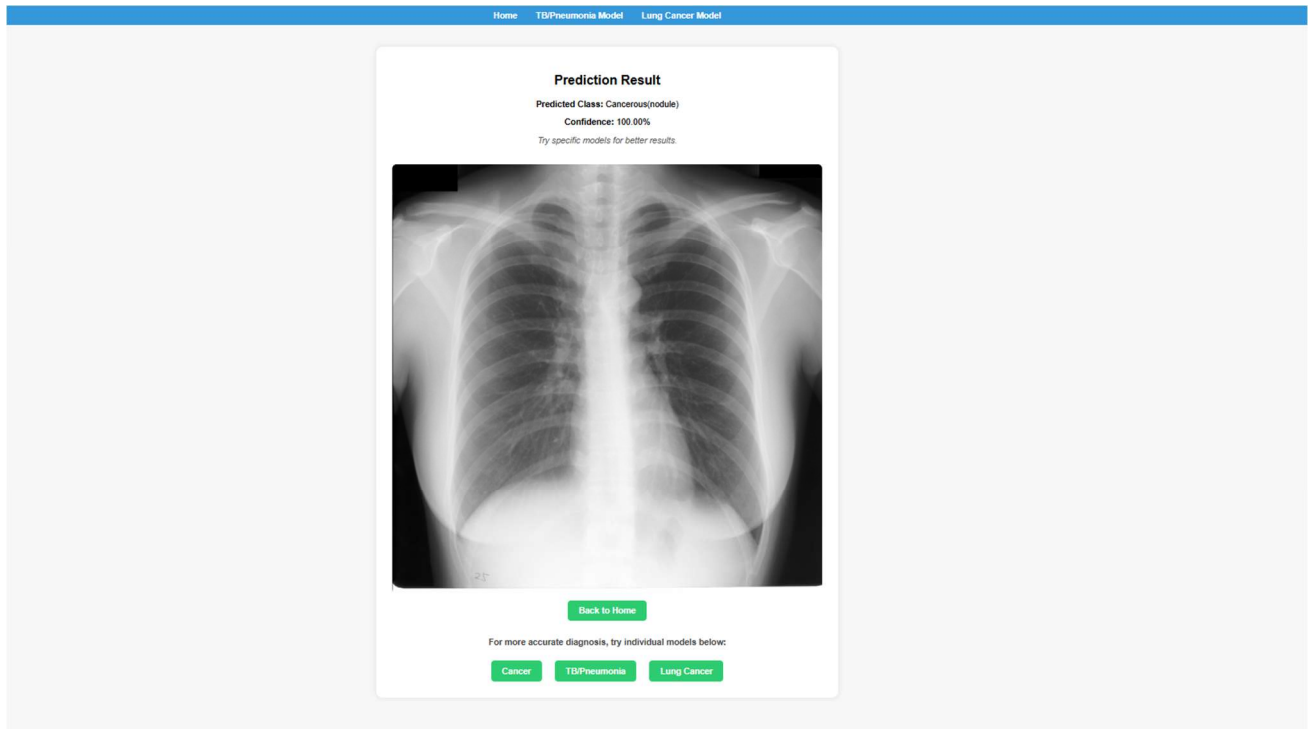 Home TB/Pneumonia Model Lung Cancer Model
Prediction Result
Predicted Class: Cancerous(nodule)
Confidence: 100.00%
Try specific models for better results.
Back to Home
For more accurate diagnosis, try individual models below:
Cancer TB/Pneumonia Lung Cancer